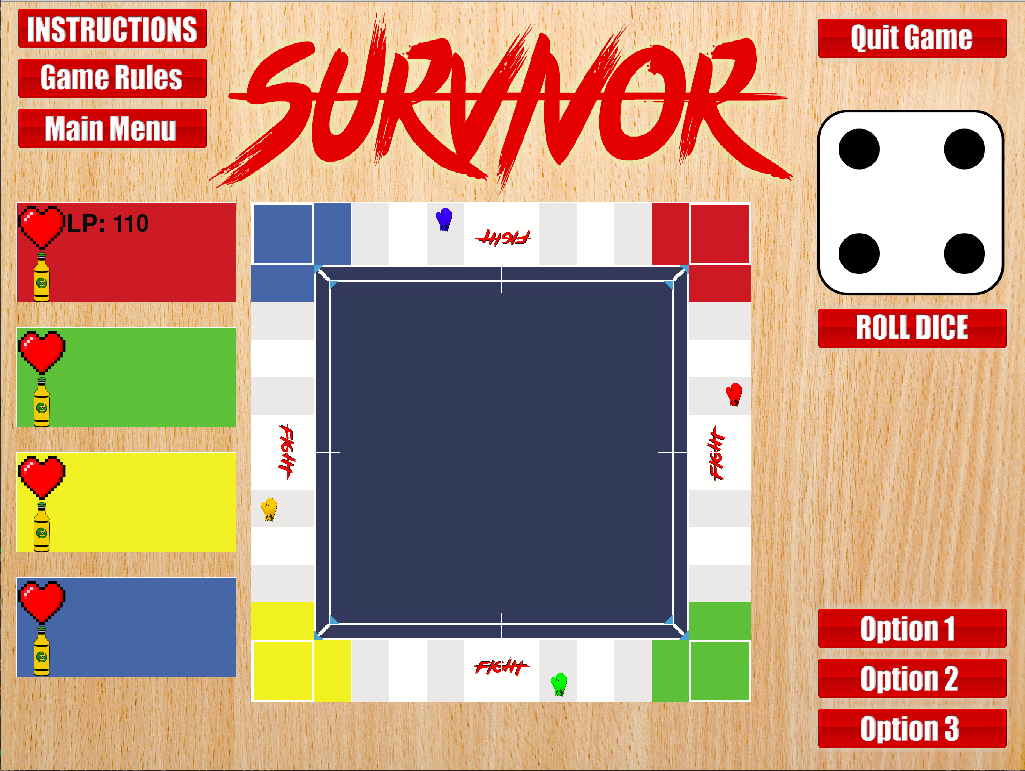 INSTRUCTIONS
Game Rules
Main Menu
SURVIVOR
Quit Game
LP: 110
FIGHT
FIGHT
FIGHT
FIGHT
ROLL DICE
Option 1
Option 2
Option 3